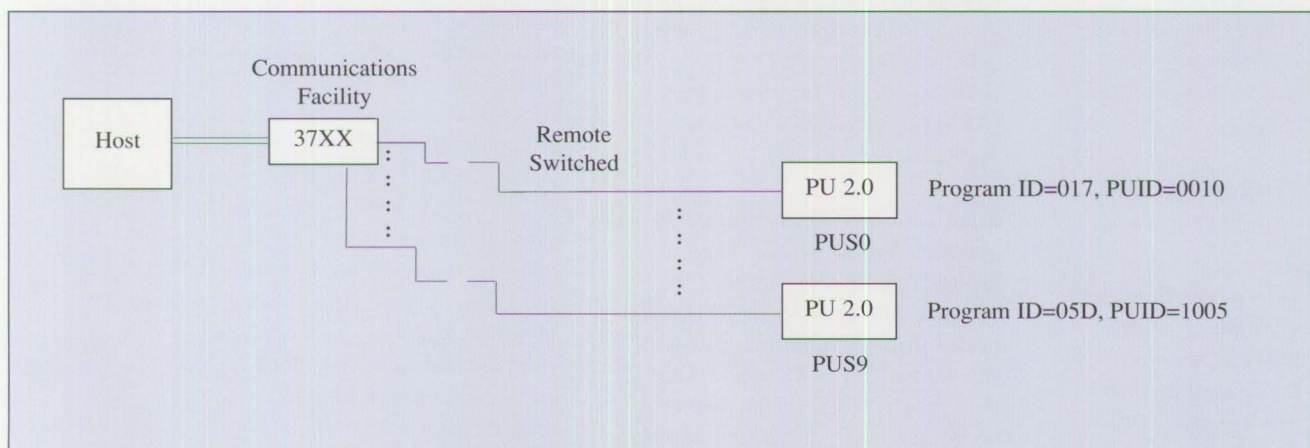 Communications
Facility
Host
37XX
Remote
Switched
PU 2.0
Program ID=017, PUID=0010
PUS0
PU 2.0
Program ID=05D, PUID=1005
PUS9